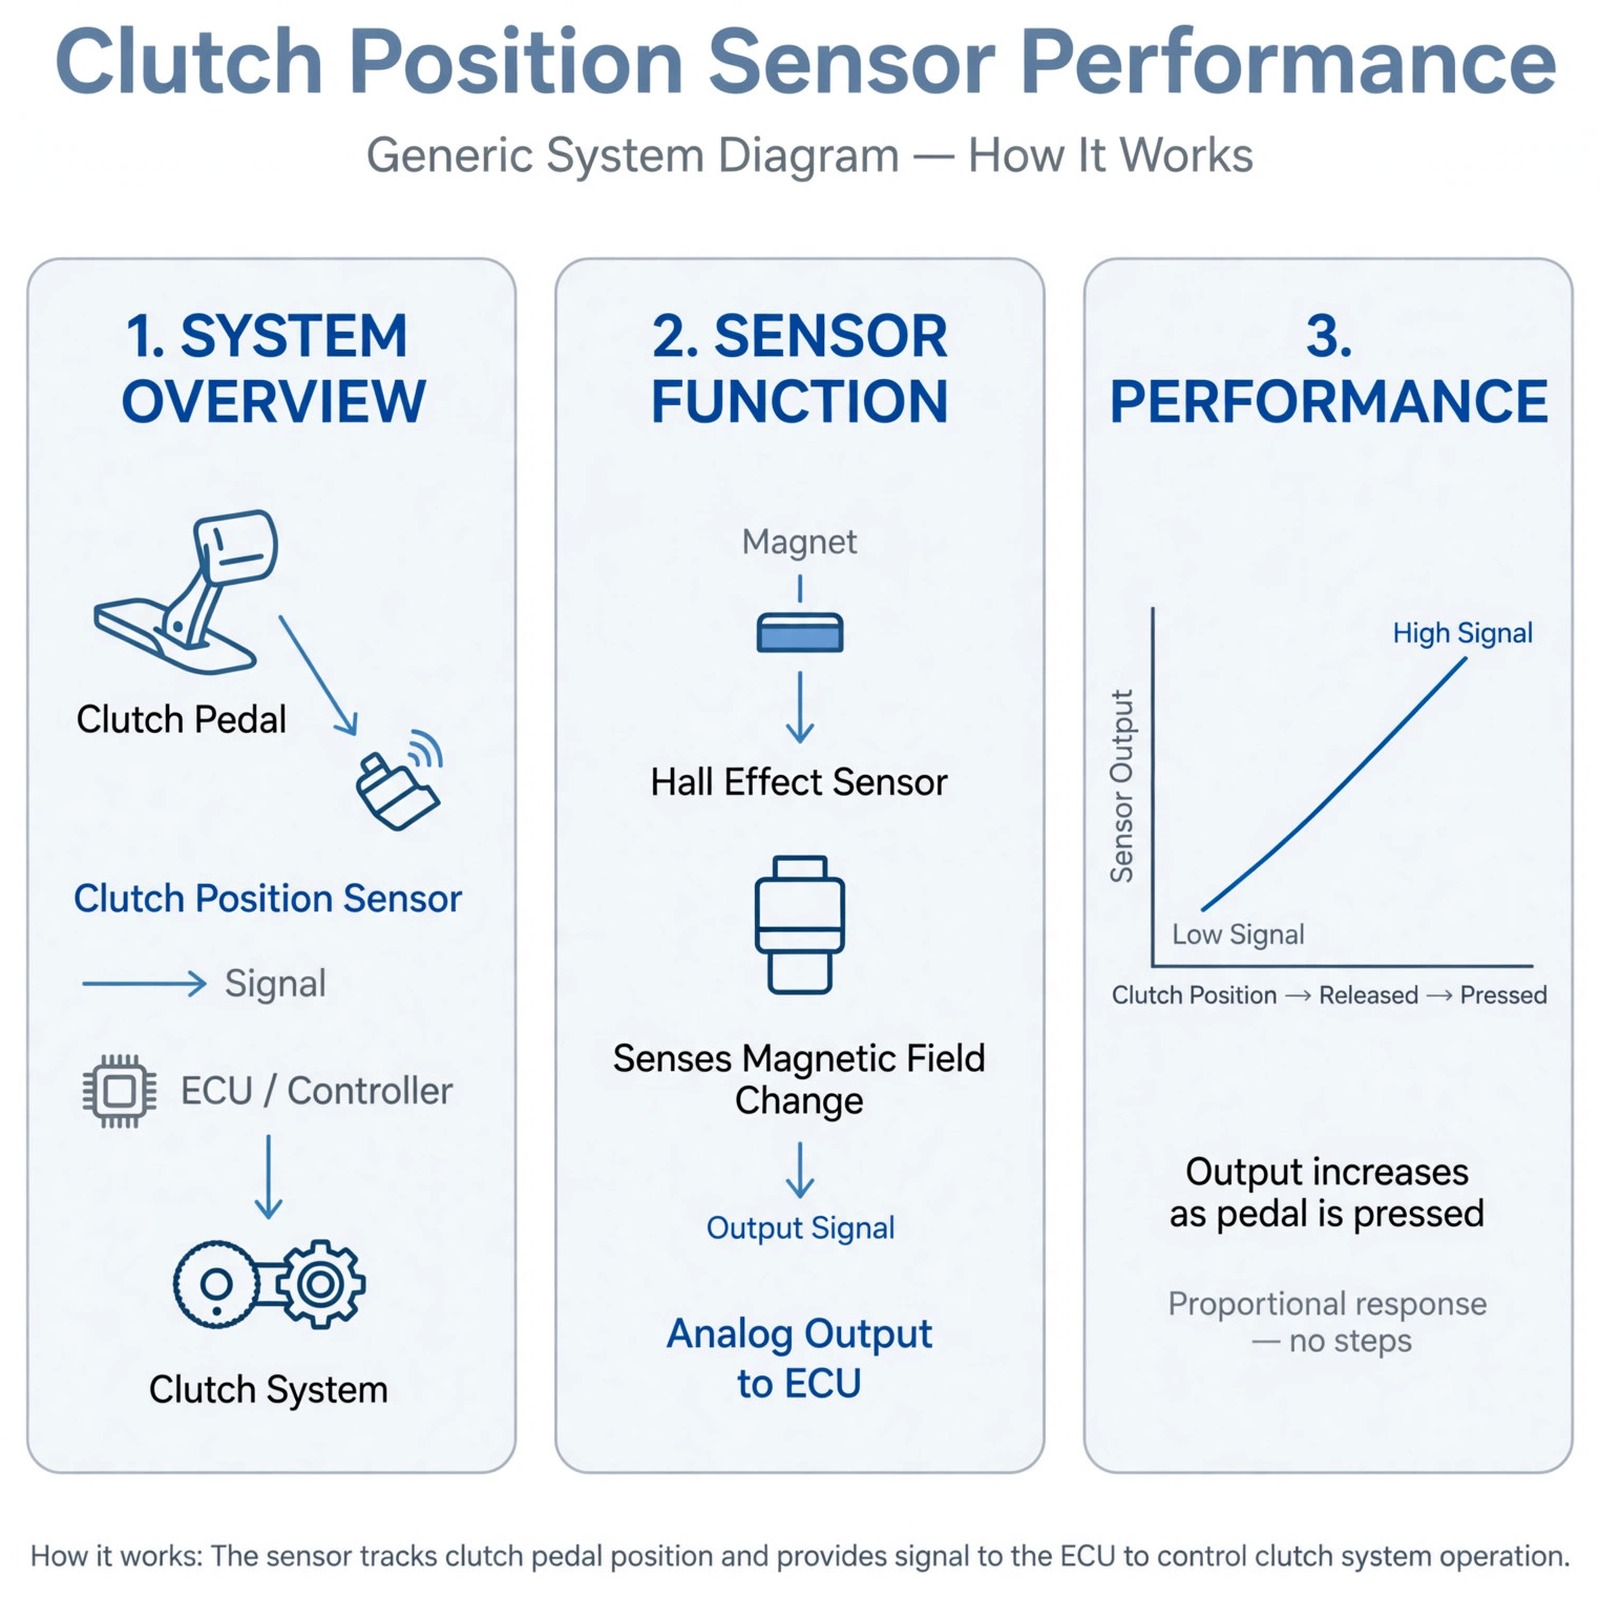 Clutch Position Sensor Performance
Generic System Diagram — How It Works
1. SYSTEM
OVERVIEW
Clutch Pedal
Clutch Position Sensor
Signal
ECU / Controller
Clutch System
2. SENSOR
FUNCTION
Magnet
Hall Effect Sensor
Senses Magnetic Field
Change
Output Signal
Analog Output
to ECU
3.
PERFORMANCE
High Signal
Sensor Output
Low Signal
Clutch Position → Released → Pressed
Output increases
as pedal is pressed
Proportional response
— no steps
How it works: The sensor tracks clutch pedal position and provides signal to the ECU to control clutch system operation.